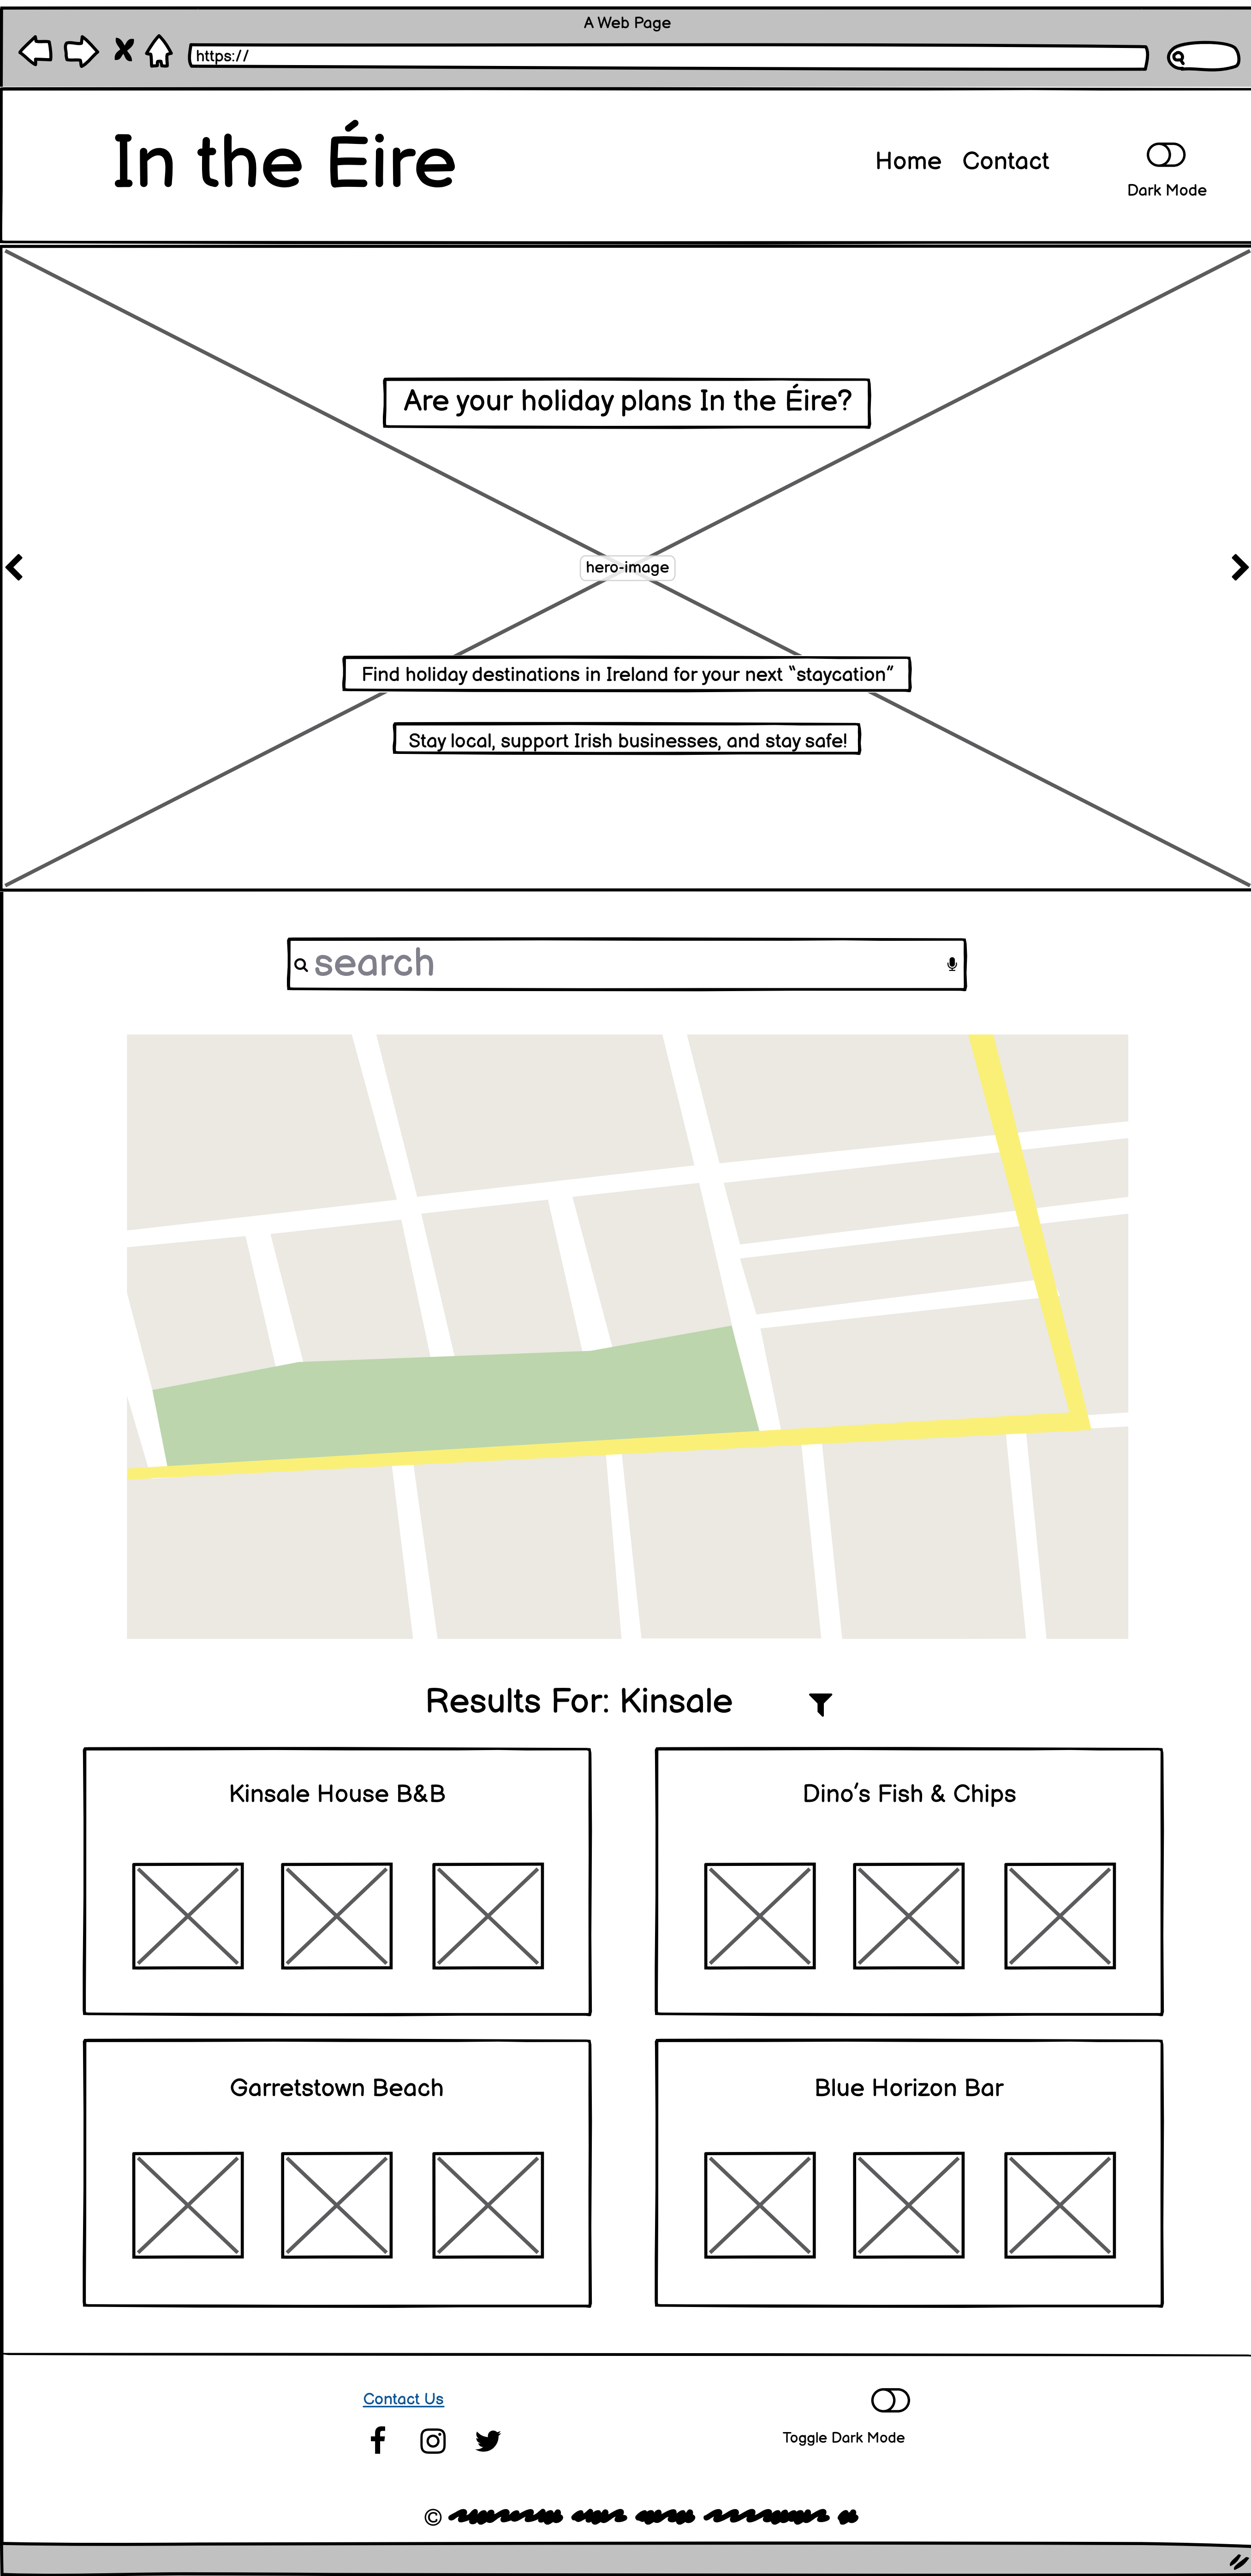 A Web Page
https://
In the Éire
Home Contact
Dark Mode
Are your holiday plans In the Éire?
hero-image
Find holiday destinations in Ireland for your next “staycation”
Stay local, support Irish businesses, and stay safe!
search
Results For: Kinsale
Kinsale House B&B
Dino’s Fish & Chips
Garretstown Beach
Blue Horizon Bar
Contact Us
Toggle Dark Mode
©